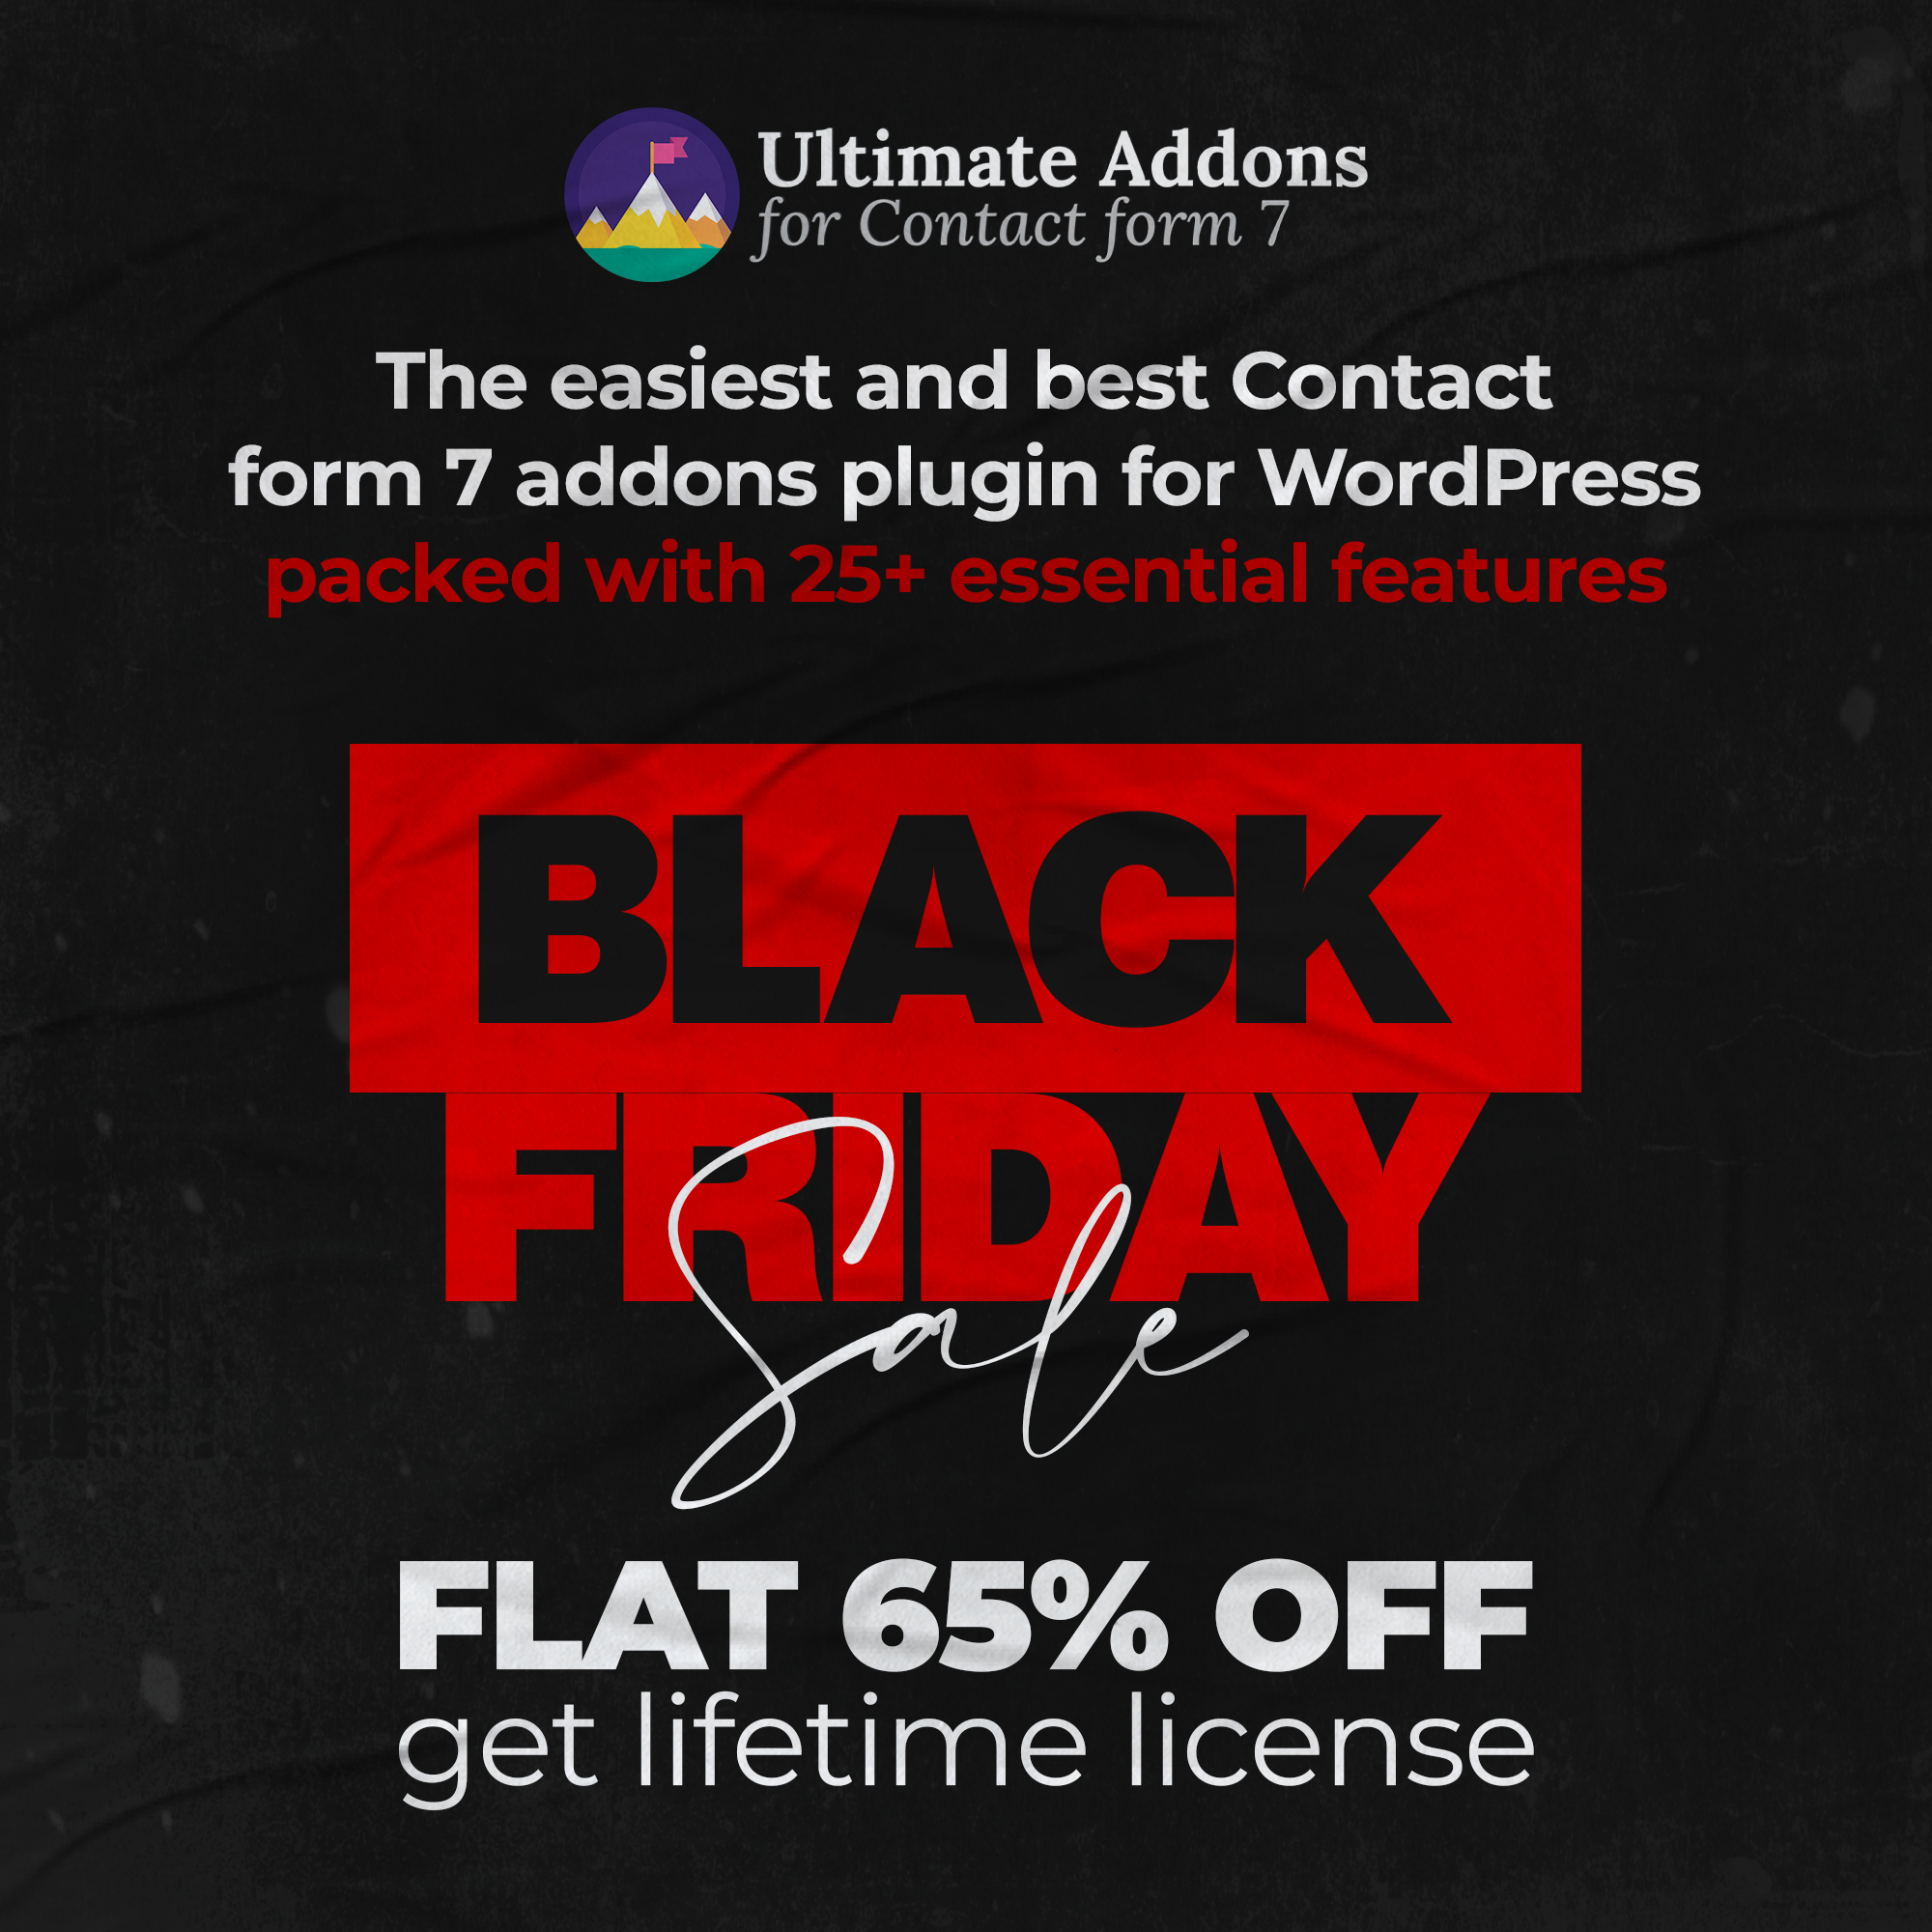 Ultimate Addons
for Contact form 7
The easiest and best Contact
form 7 addons plugin for WordPress
packed with 25+ essential features
BLACK
FRIDAY
Sale
FLAT 65% OFF
get lifetime license